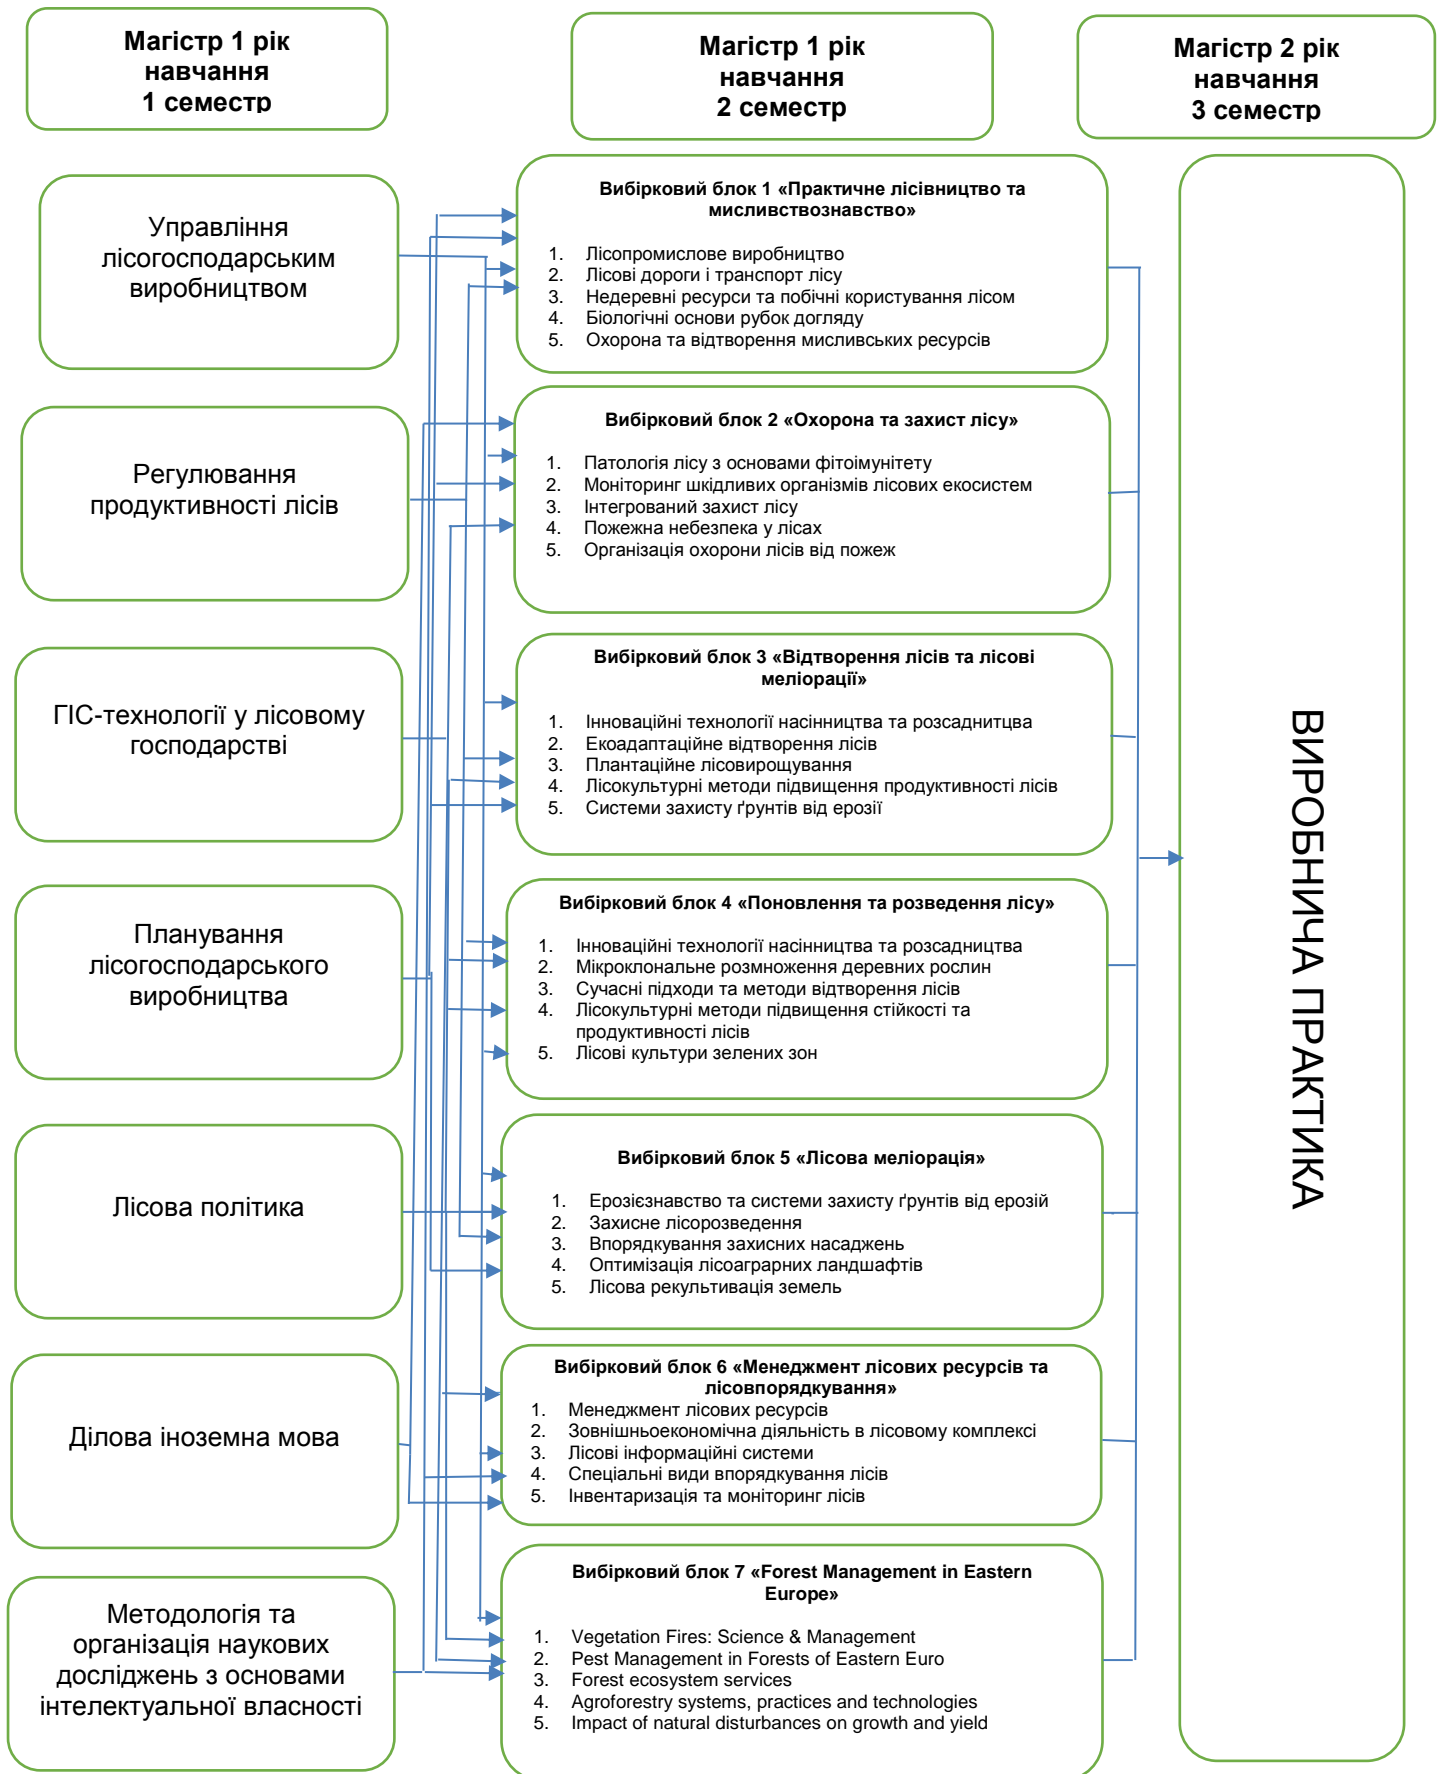 Магістр 1 рік
навчання
1 семестр
Магістр 1 рік
навчання
2 семестр
Магістр 2 рік
навчання
3 семестр
Управління
лісогосподарським
виробництвом
Регулювання
продуктивності лісів
ГІС-технології у лісовому
господарстві
Планування
лісогосподарського
виробництва
Лісова політика
Ділова іноземна мова
Методологія та
організація наукових
досліджень з основами
інтелектуальної власності
Вибірковий блок 1 «Практичне лісівництво та
мисливствознавство»
1. Лісопромислове виробництво
2. Лісові дороги і транспорт лісу
3. Недеревні ресурси та побічні користування лісом
4. Біологічні основи рубок догляду
5. Охорона та відтворення мисливських ресурсів
Вибірковий блок 2 «Охорона та захист лісу»
1. Патологія лісу з основами фітоімунітету
2. Моніторинг шкідливих організмів лісових екосистем
3. Інтегрований захист лісу
4. Пожежна небезпека у лісах
5. Організація охорони лісів від пожеж
Вибірковий блок 3 «Відтворення лісів та лісові
меліорації»
1. Інноваційні технології насінництва та розсаднитцва
2. Екоадаптаційне відтворення лісів
3. Плантаційне лісовирощування
4. Лісокультурні методи підвищення продуктивності лісів
5. Системи захисту ґрунтів від ерозії
Вибірковий блок 4 «Поновлення та розведення лісу»
1. Інноваційні технології насінництва та розсадництва
2. Мікроклональне розмноження деревних рослин
3. Сучасні підходи та методи відтворення лісів
4. Лісокультурні методи підвищення стійкості та
продуктивності лісів
5. Лісові культури зелених зон
Вибірковий блок 5 «Лісова меліорація»
1. Ерозієзнавство та системи захисту ґрунтів від ерозій
2. Захисне лісорозведення
3. Впорядкування захисних насаджень
4. Оптимізація лісоаграрних ландшафтів
5. Лісова рекультивація земель
Вибірковий блок 6 «Менеджмент лісових ресурсів та
лісовпорядкування»
1. Менеджмент лісових ресурсів
2. Зовнішньоекономічна діяльність в лісовому комплексі
3. Лісові інформаційні системи
4. Спеціальні види впорядкування лісів
5. Інвентаризація та моніторинг лісів
Вибірковий блок 7 «Forest Management in Eastern
Europe»
1. Vegetation Fires: Science & Management
2. Pest Management in Forests of Eastern Euro
3. Forest ecosystem services
4. Agroforestry systems, practices and technologies
5. Impact of natural disturbances on growth and yield
ВИРОБНИЧА ПРАКТИКА